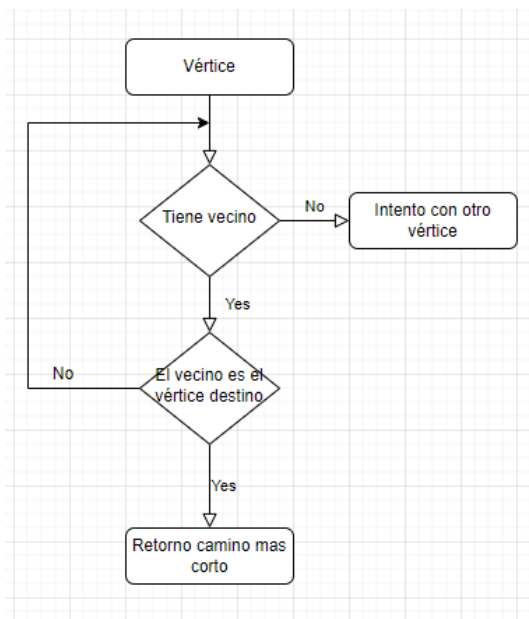 Vértice
Tiene vecino
No
Intento con otro
vértice
Yes
No
El vecino es el
vértice destino
Yes
Retorno camino mas
corto